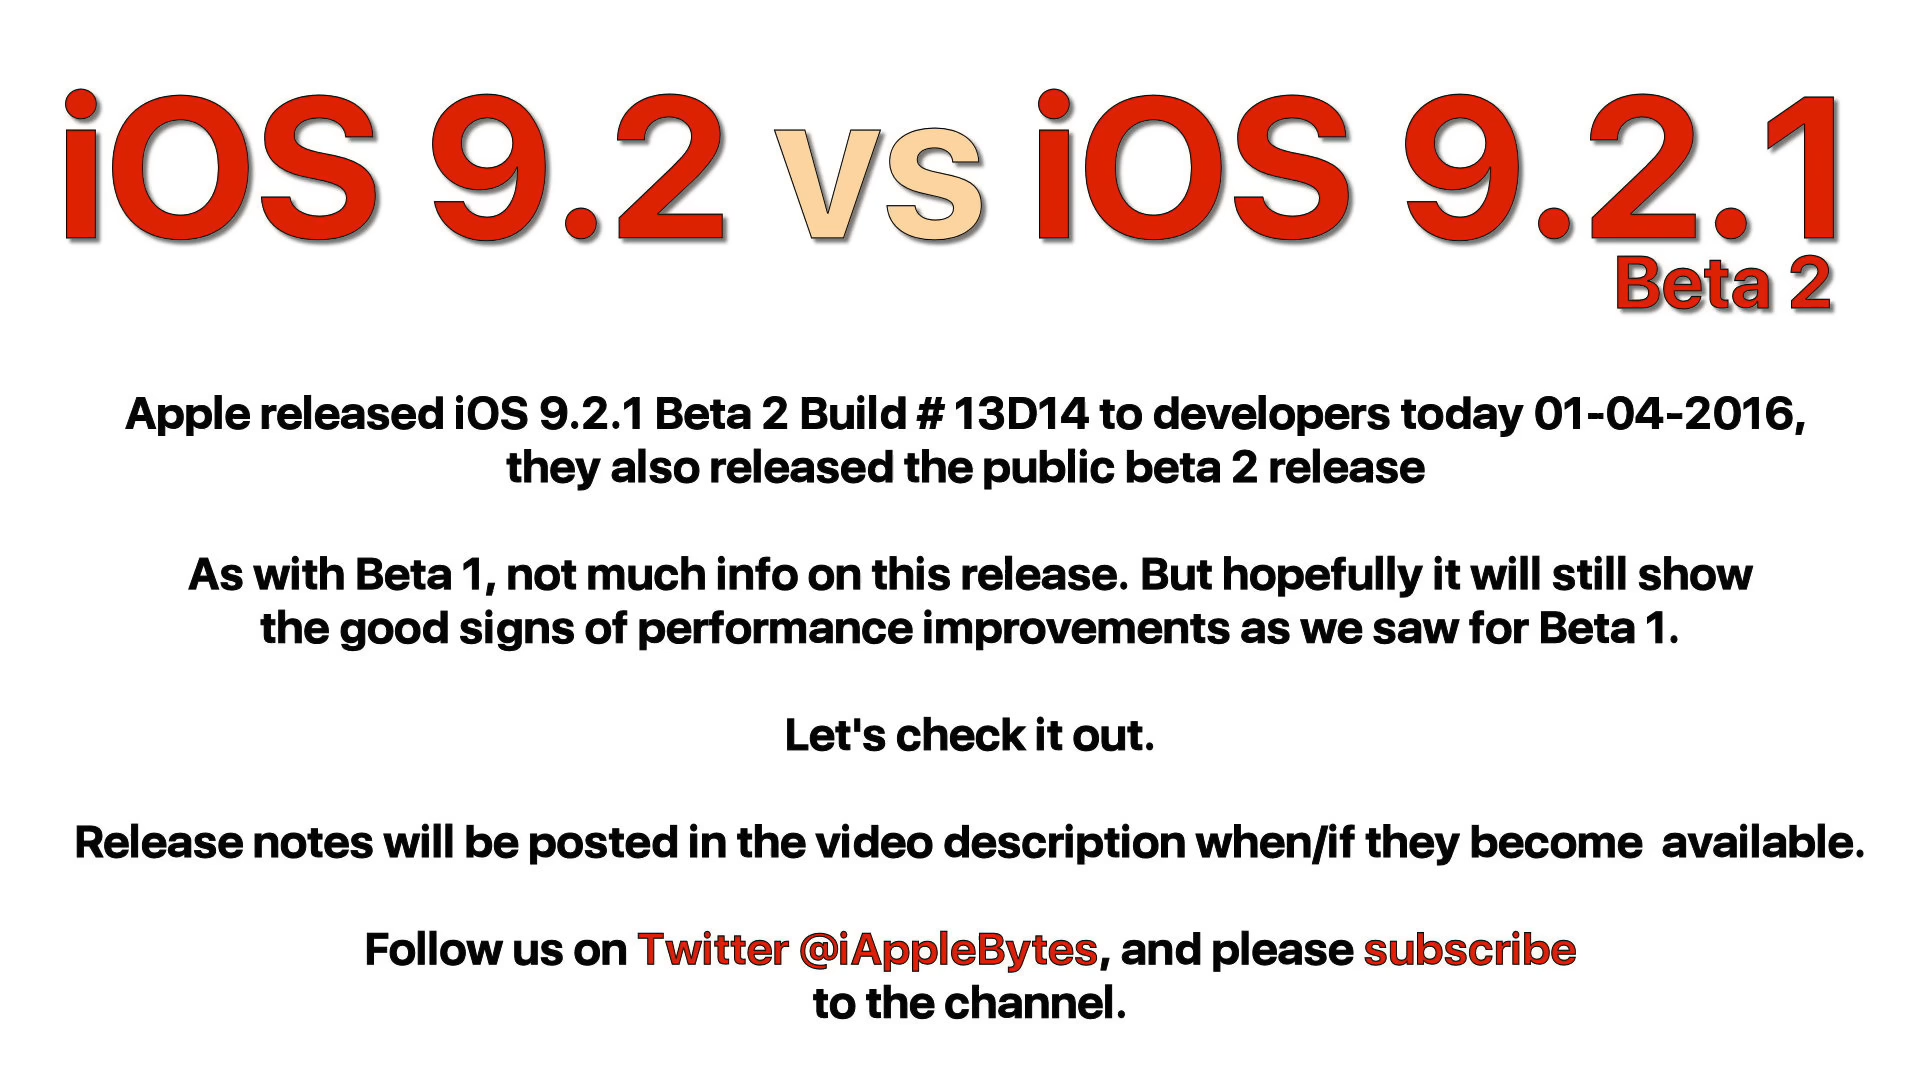 iOS 9.2 vs iOS 9.2.1
Beta 2
Apple released iOS 9.2.1 Beta 2 Build # 13D14 to developers today 01-04-2016,
they also released the public beta 2 release
As with Beta 1, not much info on this release. But hopefully it will still show
the good signs of performance improvements as we saw for Beta 1.
Let's check it out.
Release notes will be posted in the video description when/if they become  available.
Follow us on Twitter @iAppleBytes, and please subscribe
to the channel.